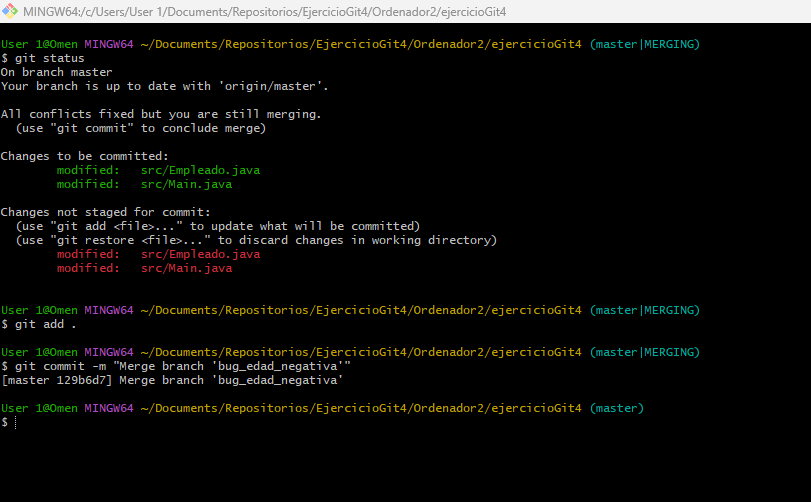 MINGW64:/c/Users/User 1/Documents/Repositorios/EjercicioGit4/Ordenador2/ejercicioGit4
User 1@Omen MINGW64 ~/Documents/Repositorios/EjercicioGit4/Ordenador2/ejercicioGit4 (master|MERGING)
$ git status
On branch master
Your branch is up to date with 'origin/master'.
All conflicts fixed but you are still merging.
(use "git commit" to conclude merge)
Changes to be committed:
modified:   src/Empleado.java
modified:   src/Main.java
Changes not staged for commit:
(use "git add <file>..." to update what will be committed)
(use "git restore <file>..." to discard changes in working directory)
modified:   src/Empleado.java
modified:   src/Main.java
User 1@Omen MINGW64 ~/Documents/Repositorios/EjercicioGit4/Ordenador2/ejercicioGit4 (master|MERGING)
$ git add .
User 1@Omen MINGW64 ~/Documents/Repositorios/EjercicioGit4/Ordenador2/ejercicioGit4 (master|MERGING)
$ git commit -m "Merge branch 'bug_edad_negativa'"
[master 129b6d7] Merge branch 'bug_edad_negativa'
User 1@Omen MINGW64 ~/Documents/Repositorios/EjercicioGit4/Ordenador2/ejercicioGit4 (master)
$